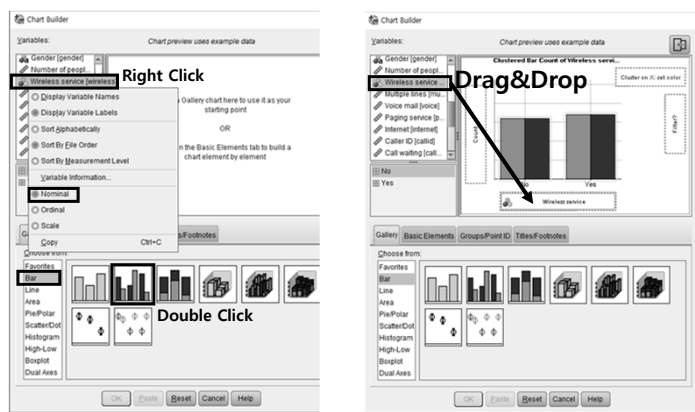 Chart Builder
Variables:
Chart preview uses example data
Gender [gender]
Number of peopl...
Wireless service [wireless
Right Click
Display Variable Names
Display Variable Labels
Sort Alphabetically
Sort By File Order
Sort By Measurement Level
Variable Information...
Nominal
Ordinal
Scale
Copy Ctrl+C
a Gallery chart here to use it as your
starting point
OR
n the Basic Elements tab to build a
chart element by element
s/Footnotes
Choose from:
Favorites
Bar
Line
Area
Pie/Polar
Scatter/Dot
Histogram
High-Low
Boxplot
Dual Axes
Double Click
OK Paste Reset Cancel Help
Chart Builder
Variables:
Chart preview uses example data
Gender [gender]
Number of peopl...
Wireless service
Multiple lines [mu...
Voice mail [voice]
Paging service [p...
Internet [internet]
Caller ID [callid]
Call waiting [call...
No
Yes
Drag&Drop
Clustered Bar Count of Wireless servi...
Cluster on X: set color
Filter?
Count
No
Yes
Wireless service
Gallery Basic Elements Groups/Point ID Titles/Footnotes
Choose from:
Favorites
Bar
Line
Area
Pie/Polar
Scatter/Dot
Histogram
High-Low
Boxplot
Dual Axes
OK Paste Reset Cancel Help